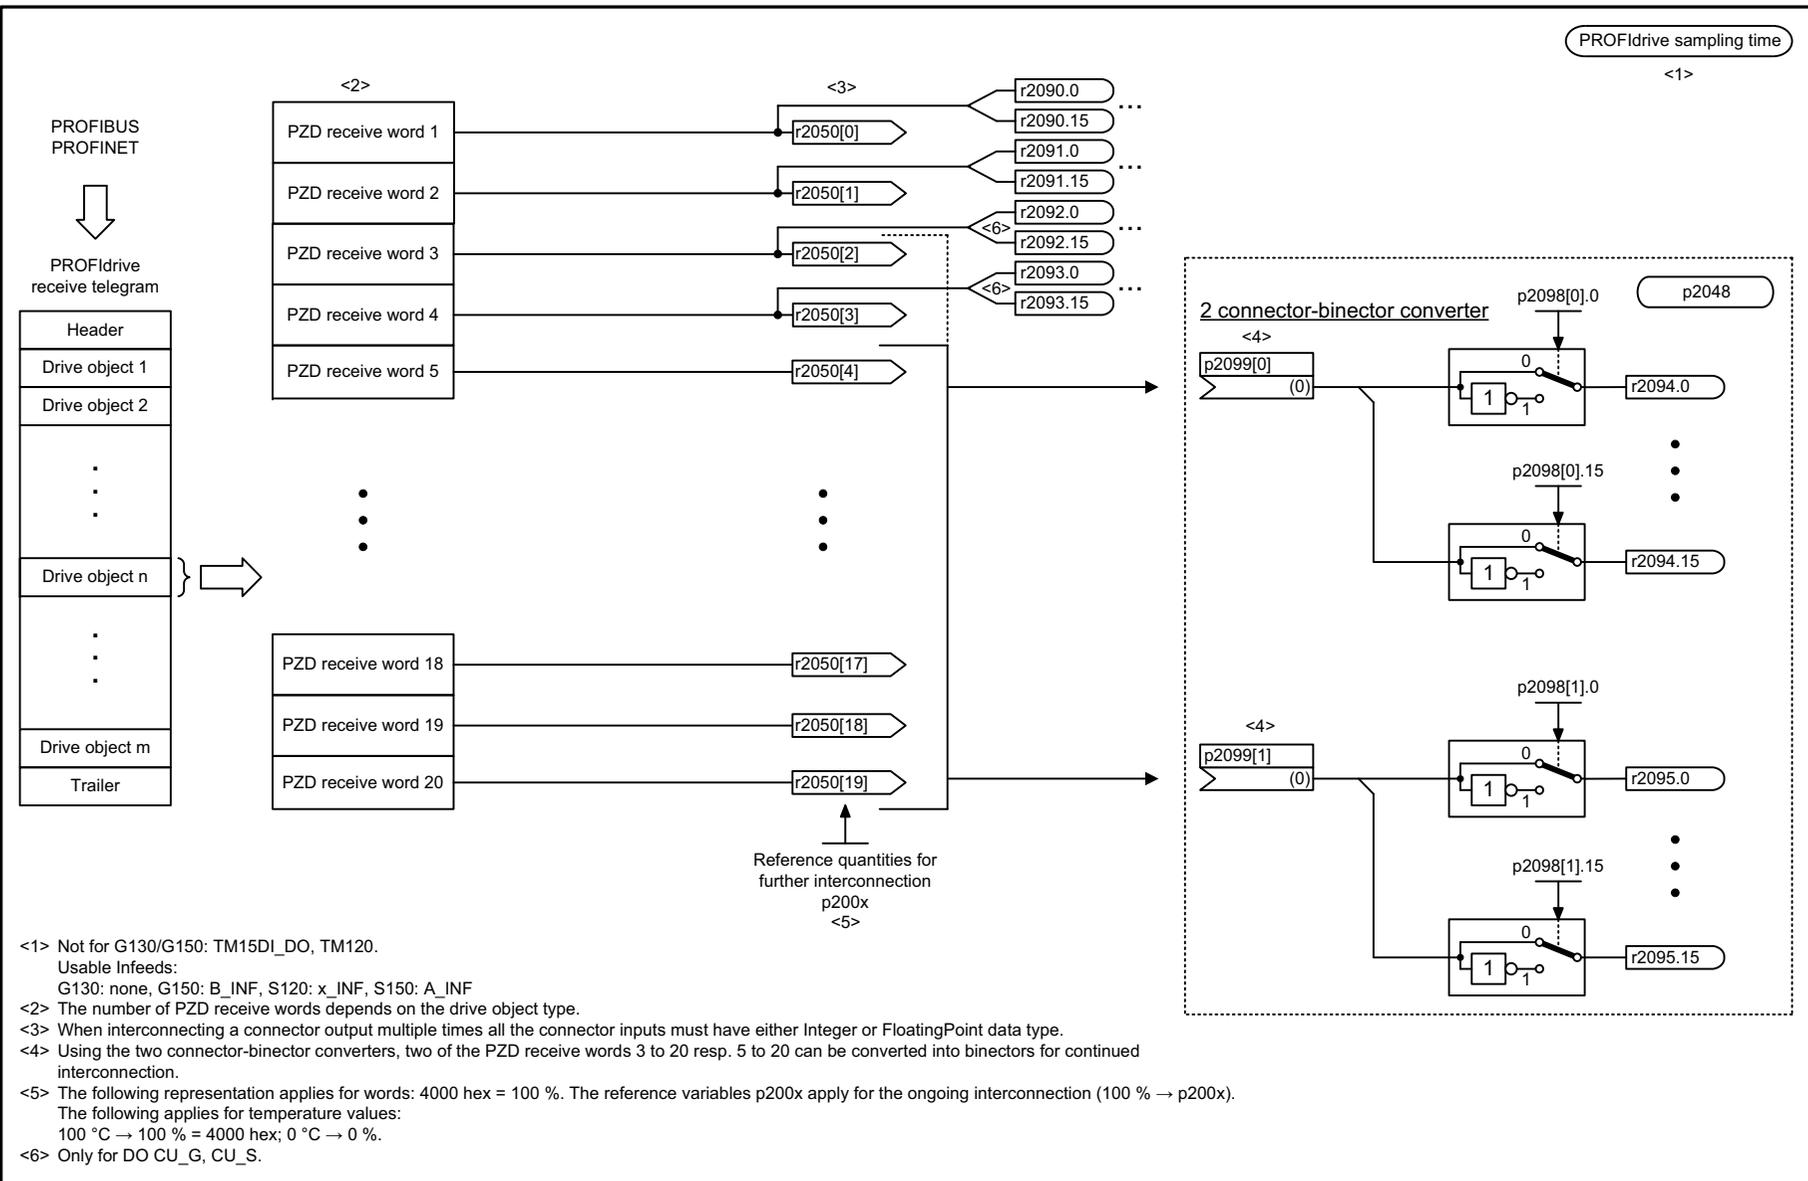 PROFIdrive sampling time
<1>
<2>
<3>
PROFIBUS
PROFINET
PROFIdrive
receive telegram
Header
Drive object 1
Drive object 2
Drive object n
Drive object m
Trailer
PZD receive word 1
PZD receive word 2
PZD receive word 3
PZD receive word 4
PZD receive word 5
PZD receive word 18
PZD receive word 19
PZD receive word 20
r2050[0]
r2050[1]
r2050[2]
r2050[3]
r2050[4]
r2050[17]
r2050[18]
r2050[19]
r2090.0
...
r2090.15
r2091.0
...
r2091.15
r2092.0
<6>
...
r2092.15
r2093.0
<6>
...
r2093.15
Reference quantities for
further interconnection
p200x
<5>
2 connector-binector converter
p2048
<4>
p2099[0]
(0)
p2098[0].0
0
1
1
r2094.0
p2098[0].15
0
1
1
r2094.15
<4>
p2099[1]
(0)
p2098[1].0
0
1
1
r2095.0
p2098[1].15
0
1
1
r2095.15
<1> Not for G130/G150: TM15DI_DO, TM120.
Usable Infeeds:
G130: none, G150: B_INF, S120: x_INF, S150: A_INF
<2> The number of PZD receive words depends on the drive object type.
<3> When interconnecting a connector output multiple times all the connector inputs must have either Integer or FloatingPoint data type.
<4> Using the two connector-binector converters, two of the PZD receive words 3 to 20 resp. 5 to 20 can be converted into binectors for continued
interconnection.
<5> The following representation applies for words: 4000 hex = 100 %. The reference variables p200x apply for the ongoing interconnection (100 % → p200x).
The following applies for temperature values:
100 °C → 100 % = 4000 hex; 0 °C → 0 %.
<6> Only for DO CU_G, CU_S.